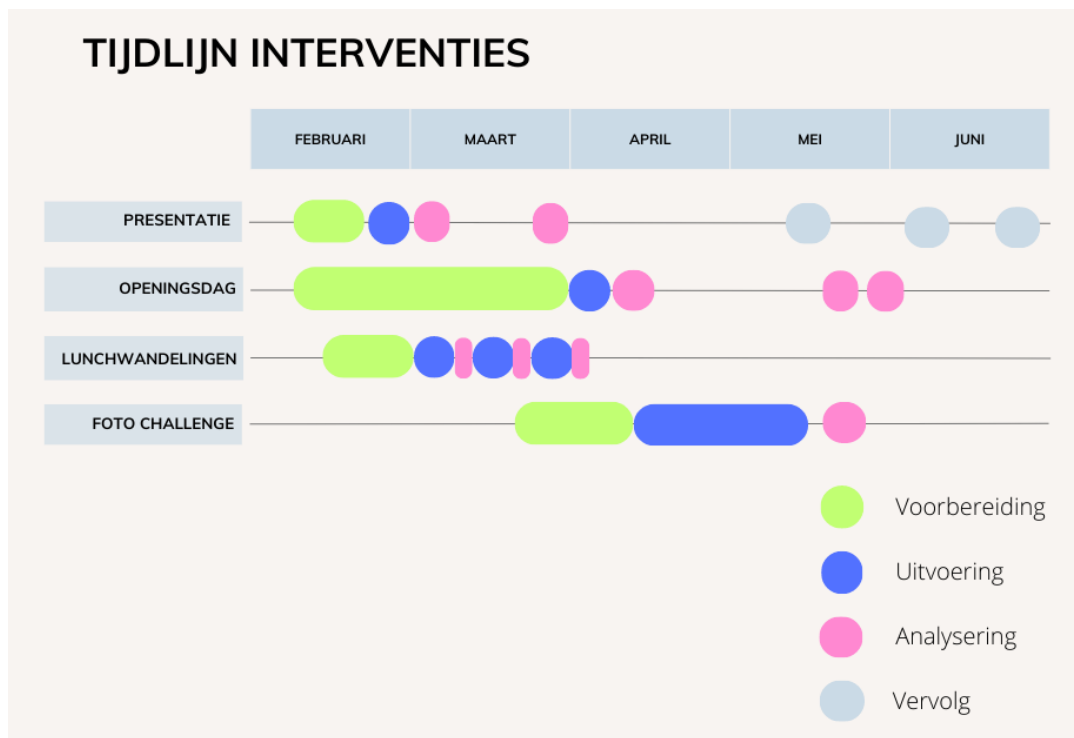 TIJDLIJN INTERVENTIES
FEBRUARI MAART APRIL MEI JUNI
PRESENTATIE
OPENINGSDAG
LUNCHWANDELINGEN
FOTO CHALLENGE
Voorbereiding
Uitvoering
Analysering
Vervolg